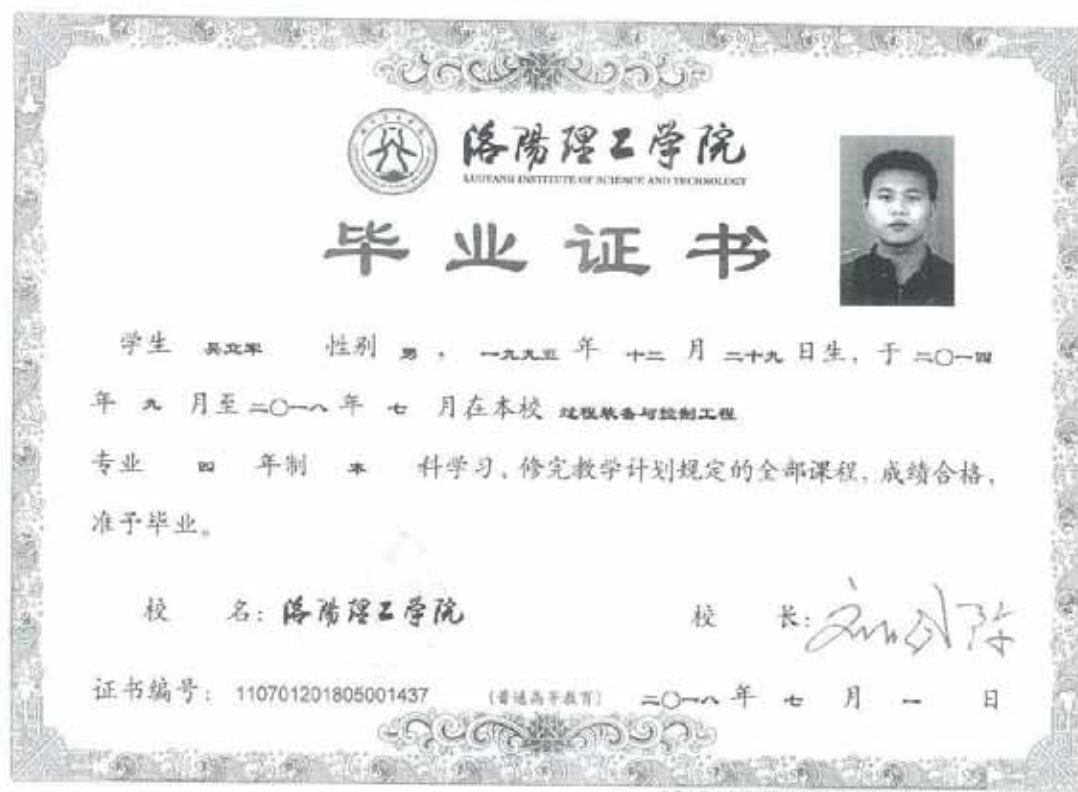 洛陽理工学院
LUOYANG INSTITUTE OF SCIENCE AND TECHNOLOGY
毕业证书
学生 吴立军 性别 男 , 一九九五 年 十二 月 二十九 日生, 于 二〇一四
年 九 月至 二〇一八 年 七 月在本校 过程装备与控制工程
专业 四 年制 本 科学习, 修完教学计划规定的全部课程, 成绩合格,
准予毕业。
校 名: 洛陽理工学院 校 长:
证书编号: 110701201805001437 (普通高等教育) 二〇一八 年 七 月 一 日